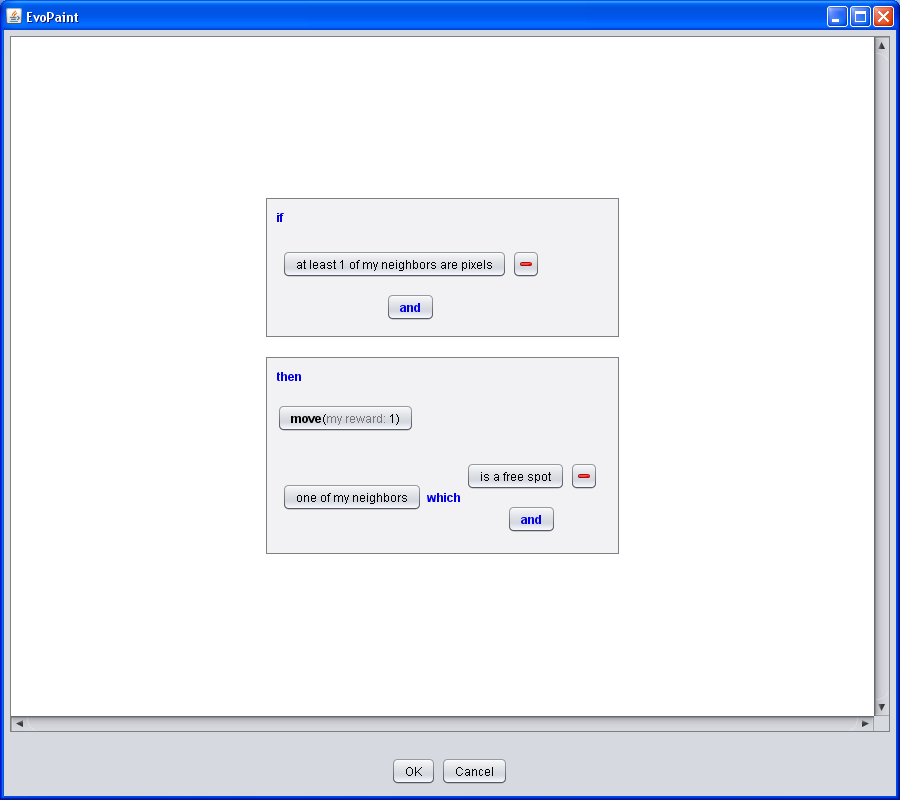 EvoPaint
if
at least 1 of my neighbors are pixels
and
then
move(my reward: 1)
is a free spot
one of my neighbors which
and
OK Cancel